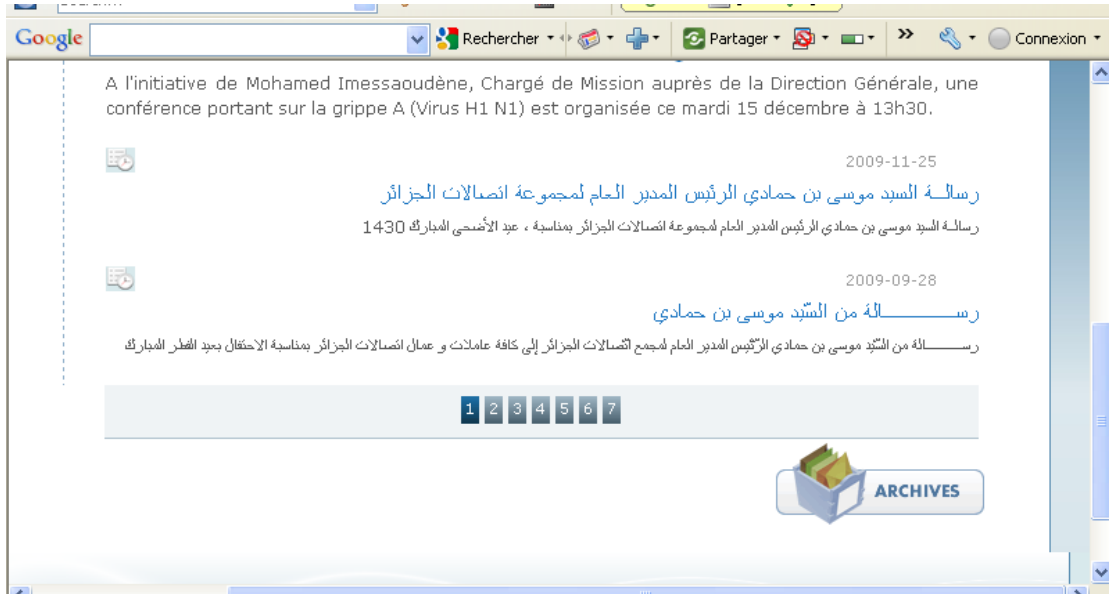 Google Rechercher Partager » Connexion
A l'initiative de Mohamed Imessaoudène, Chargé de Mission auprès de la Direction Générale, une
conférence portant sur la grippe A (Virus H1 N1) est organisée ce mardi 15 décembre à 13h30.
2009-11-25
رسالــة السيد موسى بن حمادي الرئيس المدير العام لمجموعة اتصالات الجزائر
رسالــة السيد موسى بن حمادي الرئيس المدير العام لمجموعة اتصالات الجزائر بمناسبة ، عيد الأضحى المبارك 1430
2009-09-28
رســـــــــــالة من السّيد موسى بن حمادي
رســـــــالة من السّيد موسى بن حمادي الرّئيس المدير العام لمجمع اتّصالات الجزائر إلى كافة عاملات و عمال اتصالات الجزائر بمناسبة الاحتفال بعيد الفطر المبارك
1 2 3 4 5 6 7
ARCHIVES